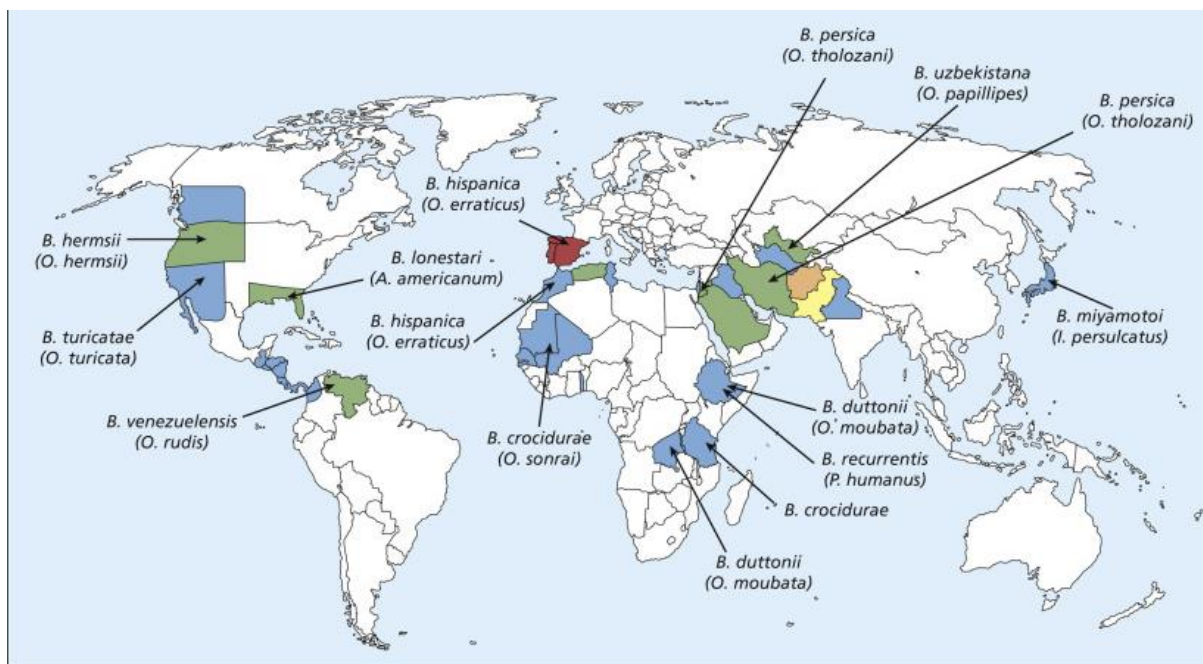 B. persica
(O. tholozani)
B. uzbekistana
(O. papillipes)
B. persica
(O. tholozani)
B. hispanica
(O. erraticus)
B. hermsii
(O. hermsii)
B. lonestari
(A. americanum)
B. turicatae
(O. turicata)
B. hispanica
(O. erraticus)
B. miyamotoi
(I. persulcatus)
B. venezuelensis
(O. rudis)
B. crocidurae
(O. sonrai)
B. duttonii
(O. moubata)
B. recurrentis
(P. humanus)
B. crocidurae
B. duttonii
(O. moubata)